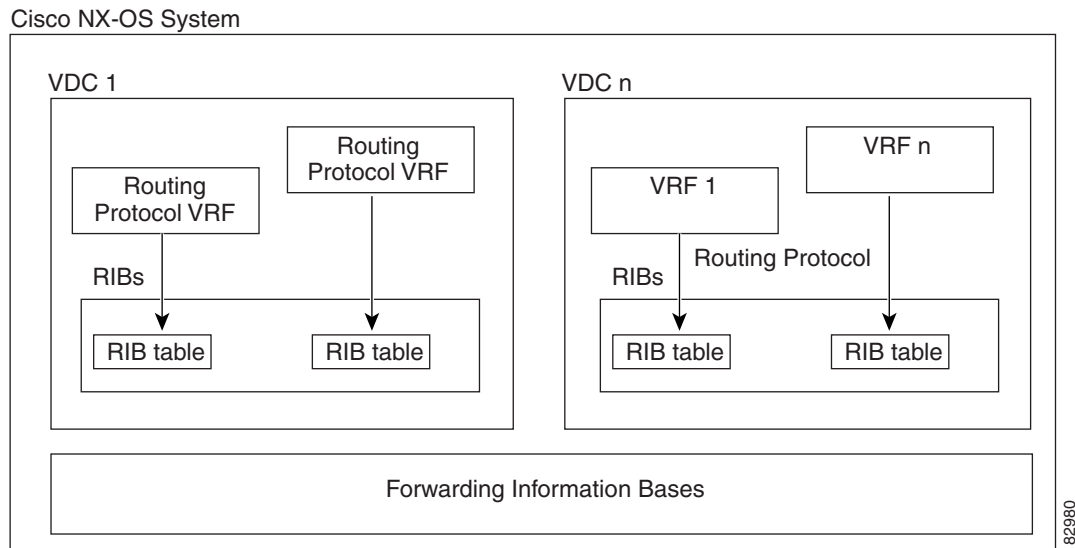 Cisco NX-OS System
VDC 1
Routing
Protocol VRF
Routing
Protocol VRF
RIBs
RIB table
RIB table
VDC n
VRF 1
VRF n
Routing Protocol
RIBs
RIB table
RIB table
Forwarding Information Bases
82980